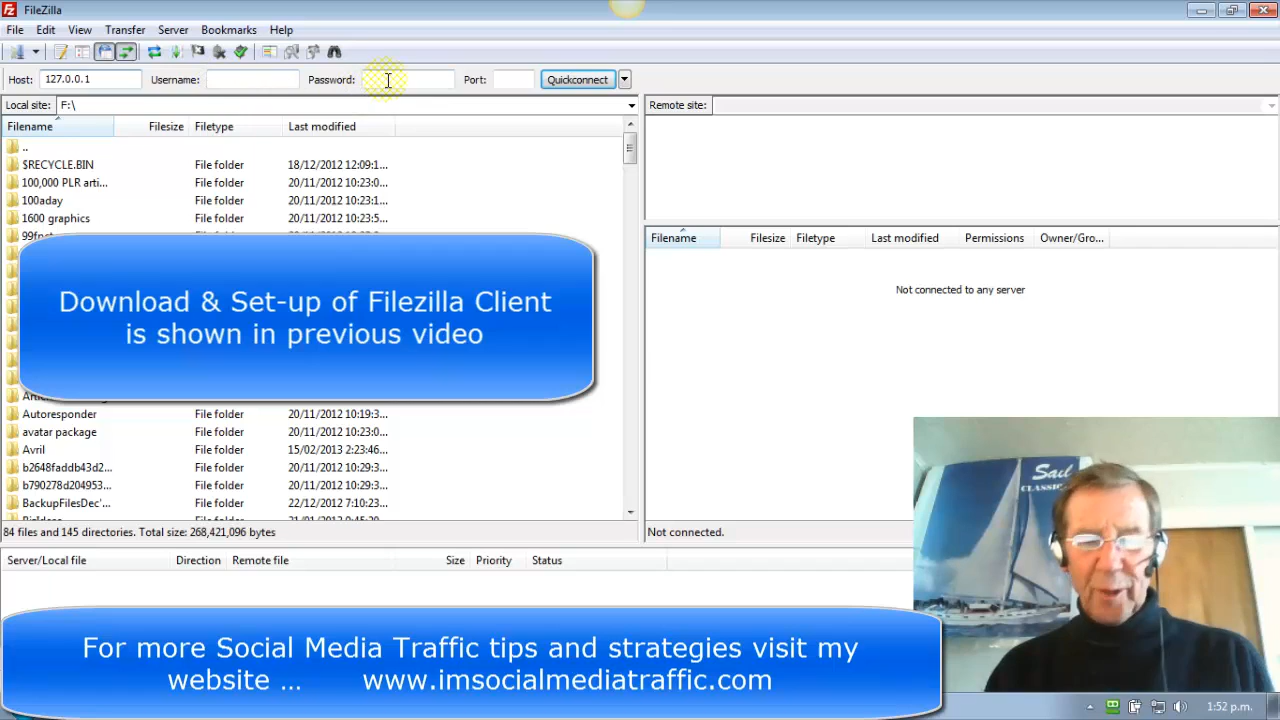 FileZilla
File Edit View Transfer Server Bookmarks Help
Host: 127.0.0.1 Username: Password: Port: Quickconnect
Local site: F:\
Remote site:
Filename Filesize Filetype Last modified
..
$RECYCLE.BIN File folder 18/12/2012 12:09:1...
100,000 PLR arti... File folder 20/11/2012 10:23:0...
100aday File folder 20/11/2012 10:23:1...
1600 graphics File folder 20/11/2012 10:23:5...
Download & Set-up of Filezilla Client
is shown in previous video
Autoresponder File folder 20/11/2012 10:19:3...
avatar package File folder 20/11/2012 10:23:0...
Avril File folder 15/02/2013 2:23:46...
b2648faddb43d2... File folder 20/11/2012 10:29:3...
b790278d204953... File folder 20/11/2012 10:29:3...
BackupFilesDec'... File folder 22/12/2012 7:10:23...
84 files and 145 directories. Total size: 268,421,096 bytes
Filename Filesize Filetype Last modified Permissions Owner/Gro...
Not connected to any server
Not connected.
Server/Local file Direction Remote file Size Priority Status
Sail
CLASSIC
For more Social Media Traffic tips and strategies visit my
website ... www.imsocialmediatraffic.com
1:52 p.m.